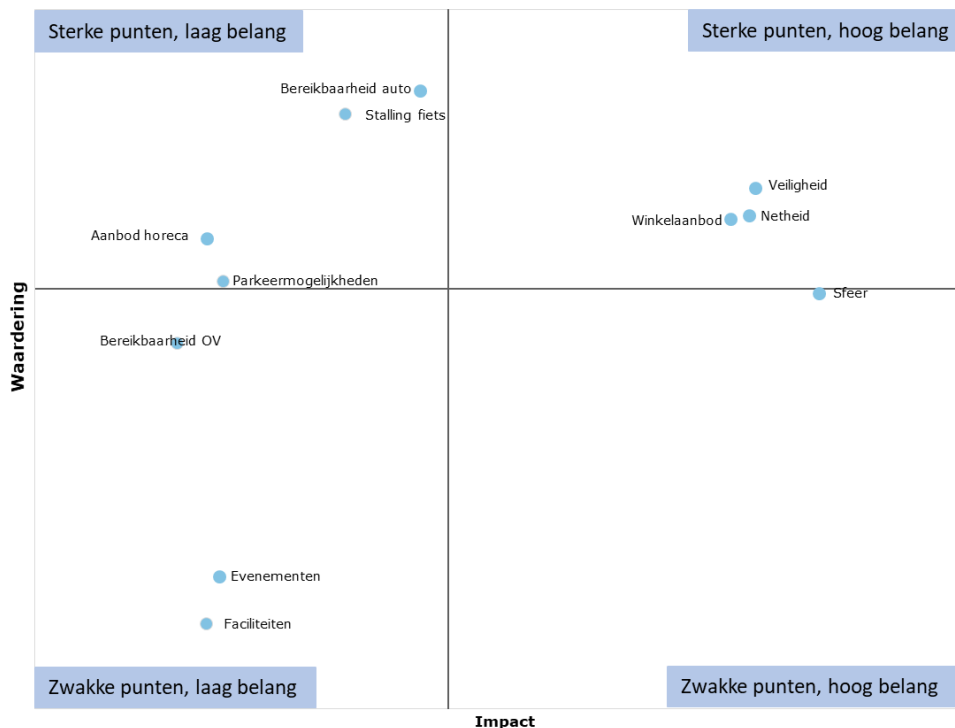 Sterke punten, laag belang
Sterke punten, hoog belang
Bereikbaarheid auto
Stalling fiets
Veiligheid
Netheid
Winkelaanbod
Aanbod horeca
Parkeermogelijkheden
Sfeer
Waardering
Bereikbaarheid OV
Evenementen
Faciliteiten
Zwakke punten, laag belang
Zwakke punten, hoog belang
Impact